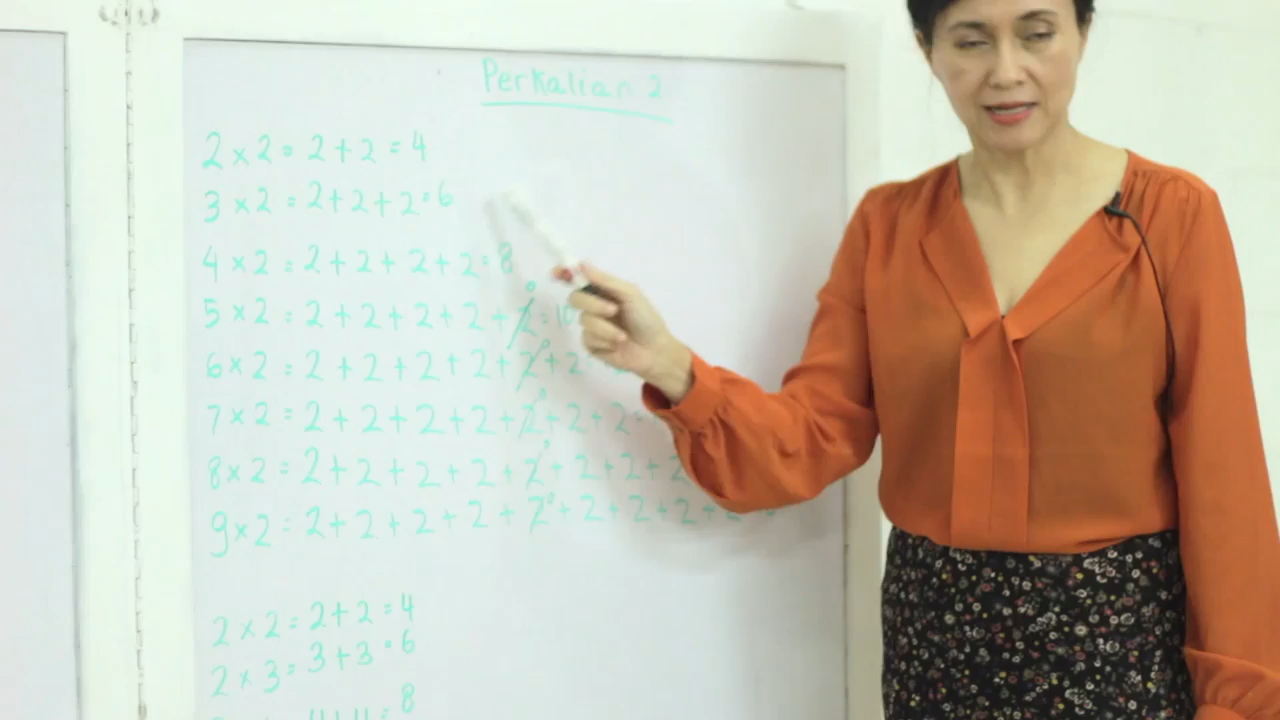 Perkalian 2
2 x 2 = 2 + 2 = 4
3 x 2 = 2 + 2 + 2 = 6
4 x 2 = 2 + 2 + 2 + 2 = 8
5 x 2 = 2 + 2 + 2 + 2 + 2 = 10
6 x 2 = 2 + 2 + 2 + 2 + 2 + 2
7 x 2 = 2 + 2 + 2 + 2 + 2 + 2 + 2 =
8 x 2 = 2 + 2 + 2 + 2 + 2 + 2 + 2 + 2
9 x 2 = 2 + 2 + 2 + 2 + 2 + 2 + 2 + 2 + 2
2 x 2 = 2 + 2 = 4
2 x 3 = 3 + 3 = 6
8